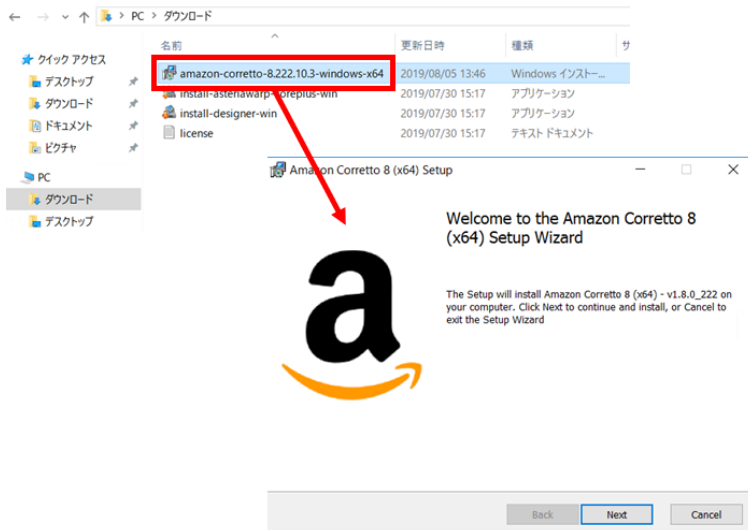 PC > ダウンロード
名前 更新日時 種類 サ
クイック アクセス
デスクトップ
ダウンロード
ドキュメント
ピクチャ
PC
ダウンロード
デスクトップ
amazon-corretto-8.222.10.3-windows-x64 2019/08/05 13:46 Windows インストー...
install-asteriawarp-coreplus-win 2019/07/30 15:17 アプリケーション
install-designer-win 2019/07/30 15:17 アプリケーション
license 2019/07/30 15:17 テキスト ドキュメント
Amazon Corretto 8 (x64) Setup
Welcome to the Amazon Corretto 8
(x64) Setup Wizard
The Setup will install Amazon Corretto 8 (x64) - v1.8.0_222 on
your computer. Click Next to continue and install, or Cancel to
exit the Setup Wizard
a
Back Next Cancel